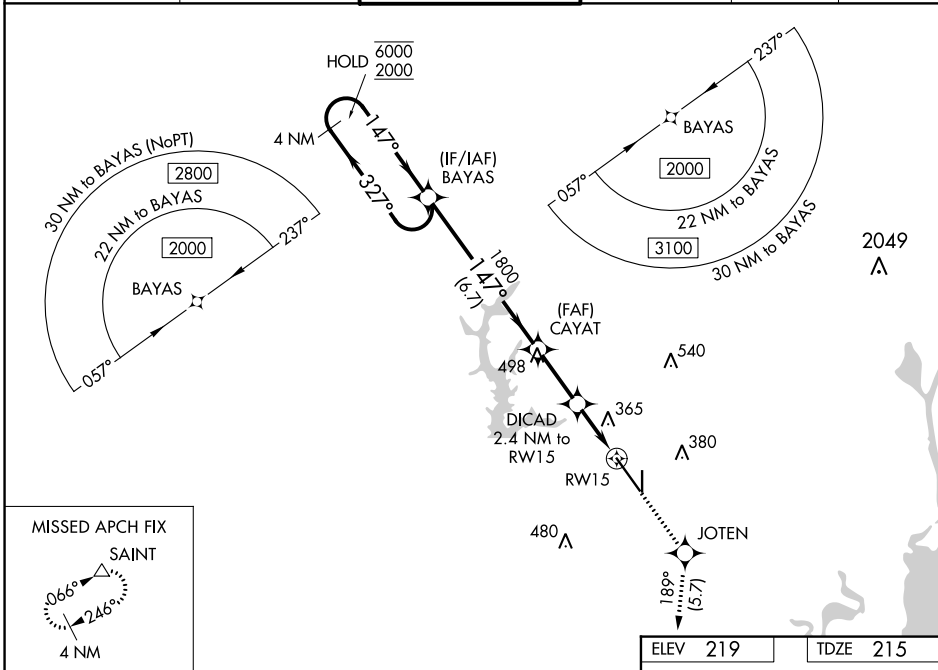 HOLD
6000
2000
4 NM
147°
327°
(IF/IAF)
BAYAS
30 NM to BAYAS (NoPT)
2800
22 NM to BAYAS
2000
237°
BAYAS
057°
237°
BAYAS
2000
057°
22 NM to BAYAS
3100
30 NM to BAYAS
2049
1800
147°
(6.7)
(FAF)
CAYAT
498
540
DICAD
2.4 NM to
RW15
365
380
RW15
480
JOTEN
189°
(5.7)
MISSED APCH FIX
SAINT
066°
246°
4 NM
ELEV 219
TDZE 215